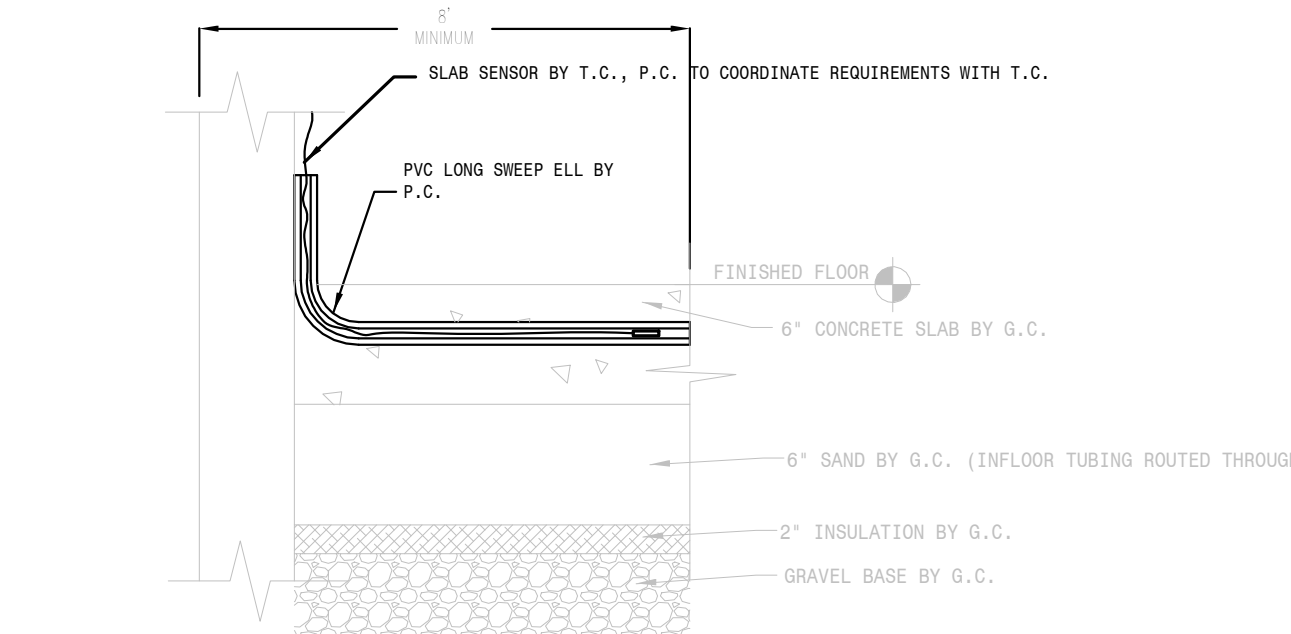 8'
MINIMUM
SLAB SENSOR BY T.C., P.C. TO COORDINATE REQUIREMENTS WITH T.C.
PVC LONG SWEEP ELL BY
P.C.
FINISHED FLOOR
6" CONCRETE SLAB BY G.C.
6" SAND BY G.C. (INFLOOR TUBING ROUTED THROUGH
2" INSULATION BY G.C.
GRAVEL BASE BY G.C.